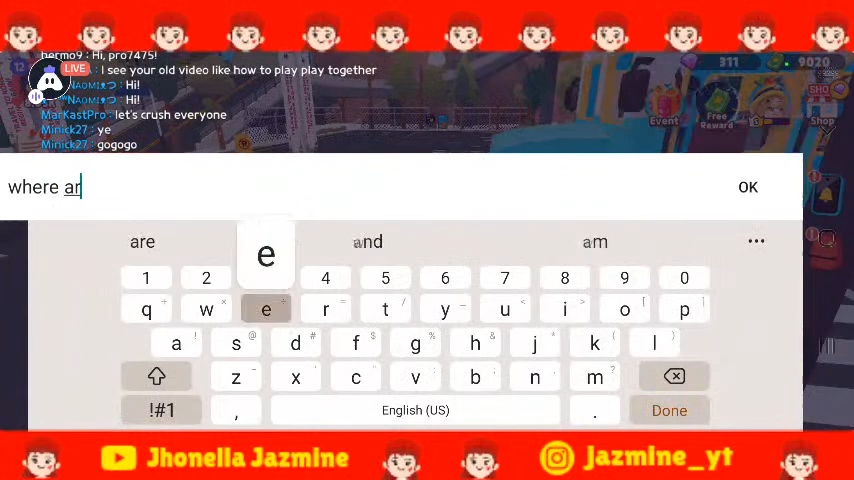 hermo9 : Hi, pro7475!
LIVE
I see your old video like how to play play together
Hi!
Hi!
MarKastPro : let's crush everyone
Minick27 : ye
Minick27 : gogogo
311
9020
SHO
Event
Free
Reward
Shop
where ar
OK
are
e
and
am
1 2 4 5 6 7 8 9 0
q w e r t y u i o p
a s d f g h j k l
z x c v b n m
!#1 , English (US) . Done
Jhonella Jazmine
Jazmine_yt